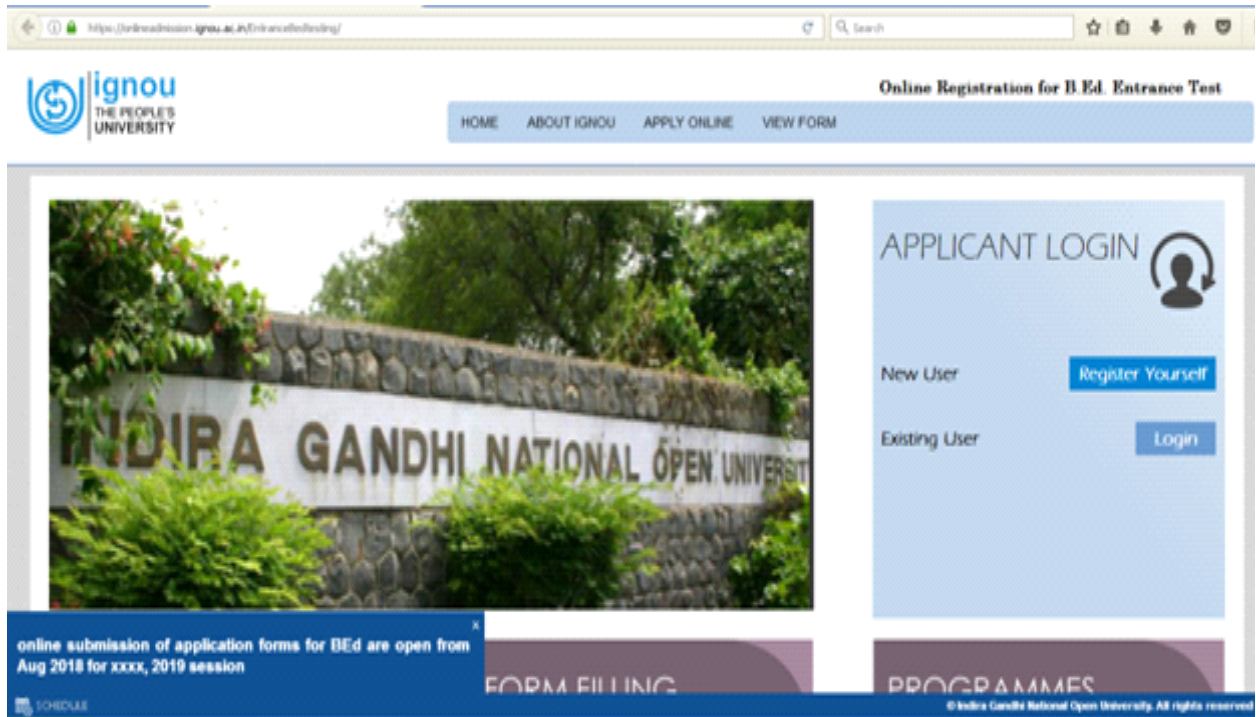 https://onlineadmission.ignou.ac.in/Entrancebedtesting/
Search
ignou
THE PEOPLE'S
UNIVERSITY
Online Registration for B.Ed. Entrance Test
HOME ABOUT IGNOU APPLY ONLINE VIEW FORM
INDIRA GANDHI NATIONAL OPEN UNIVERSIT
APPLICANT LOGIN
New User Register Yourself
Existing User Login
x
online submission of application forms for BEd are open from
Aug 2018 for xxxx, 2019 session
FORM FILLING
PROGRAMMES
SCHEDULE
© Indira Gandhi National Open University. All rights reserved